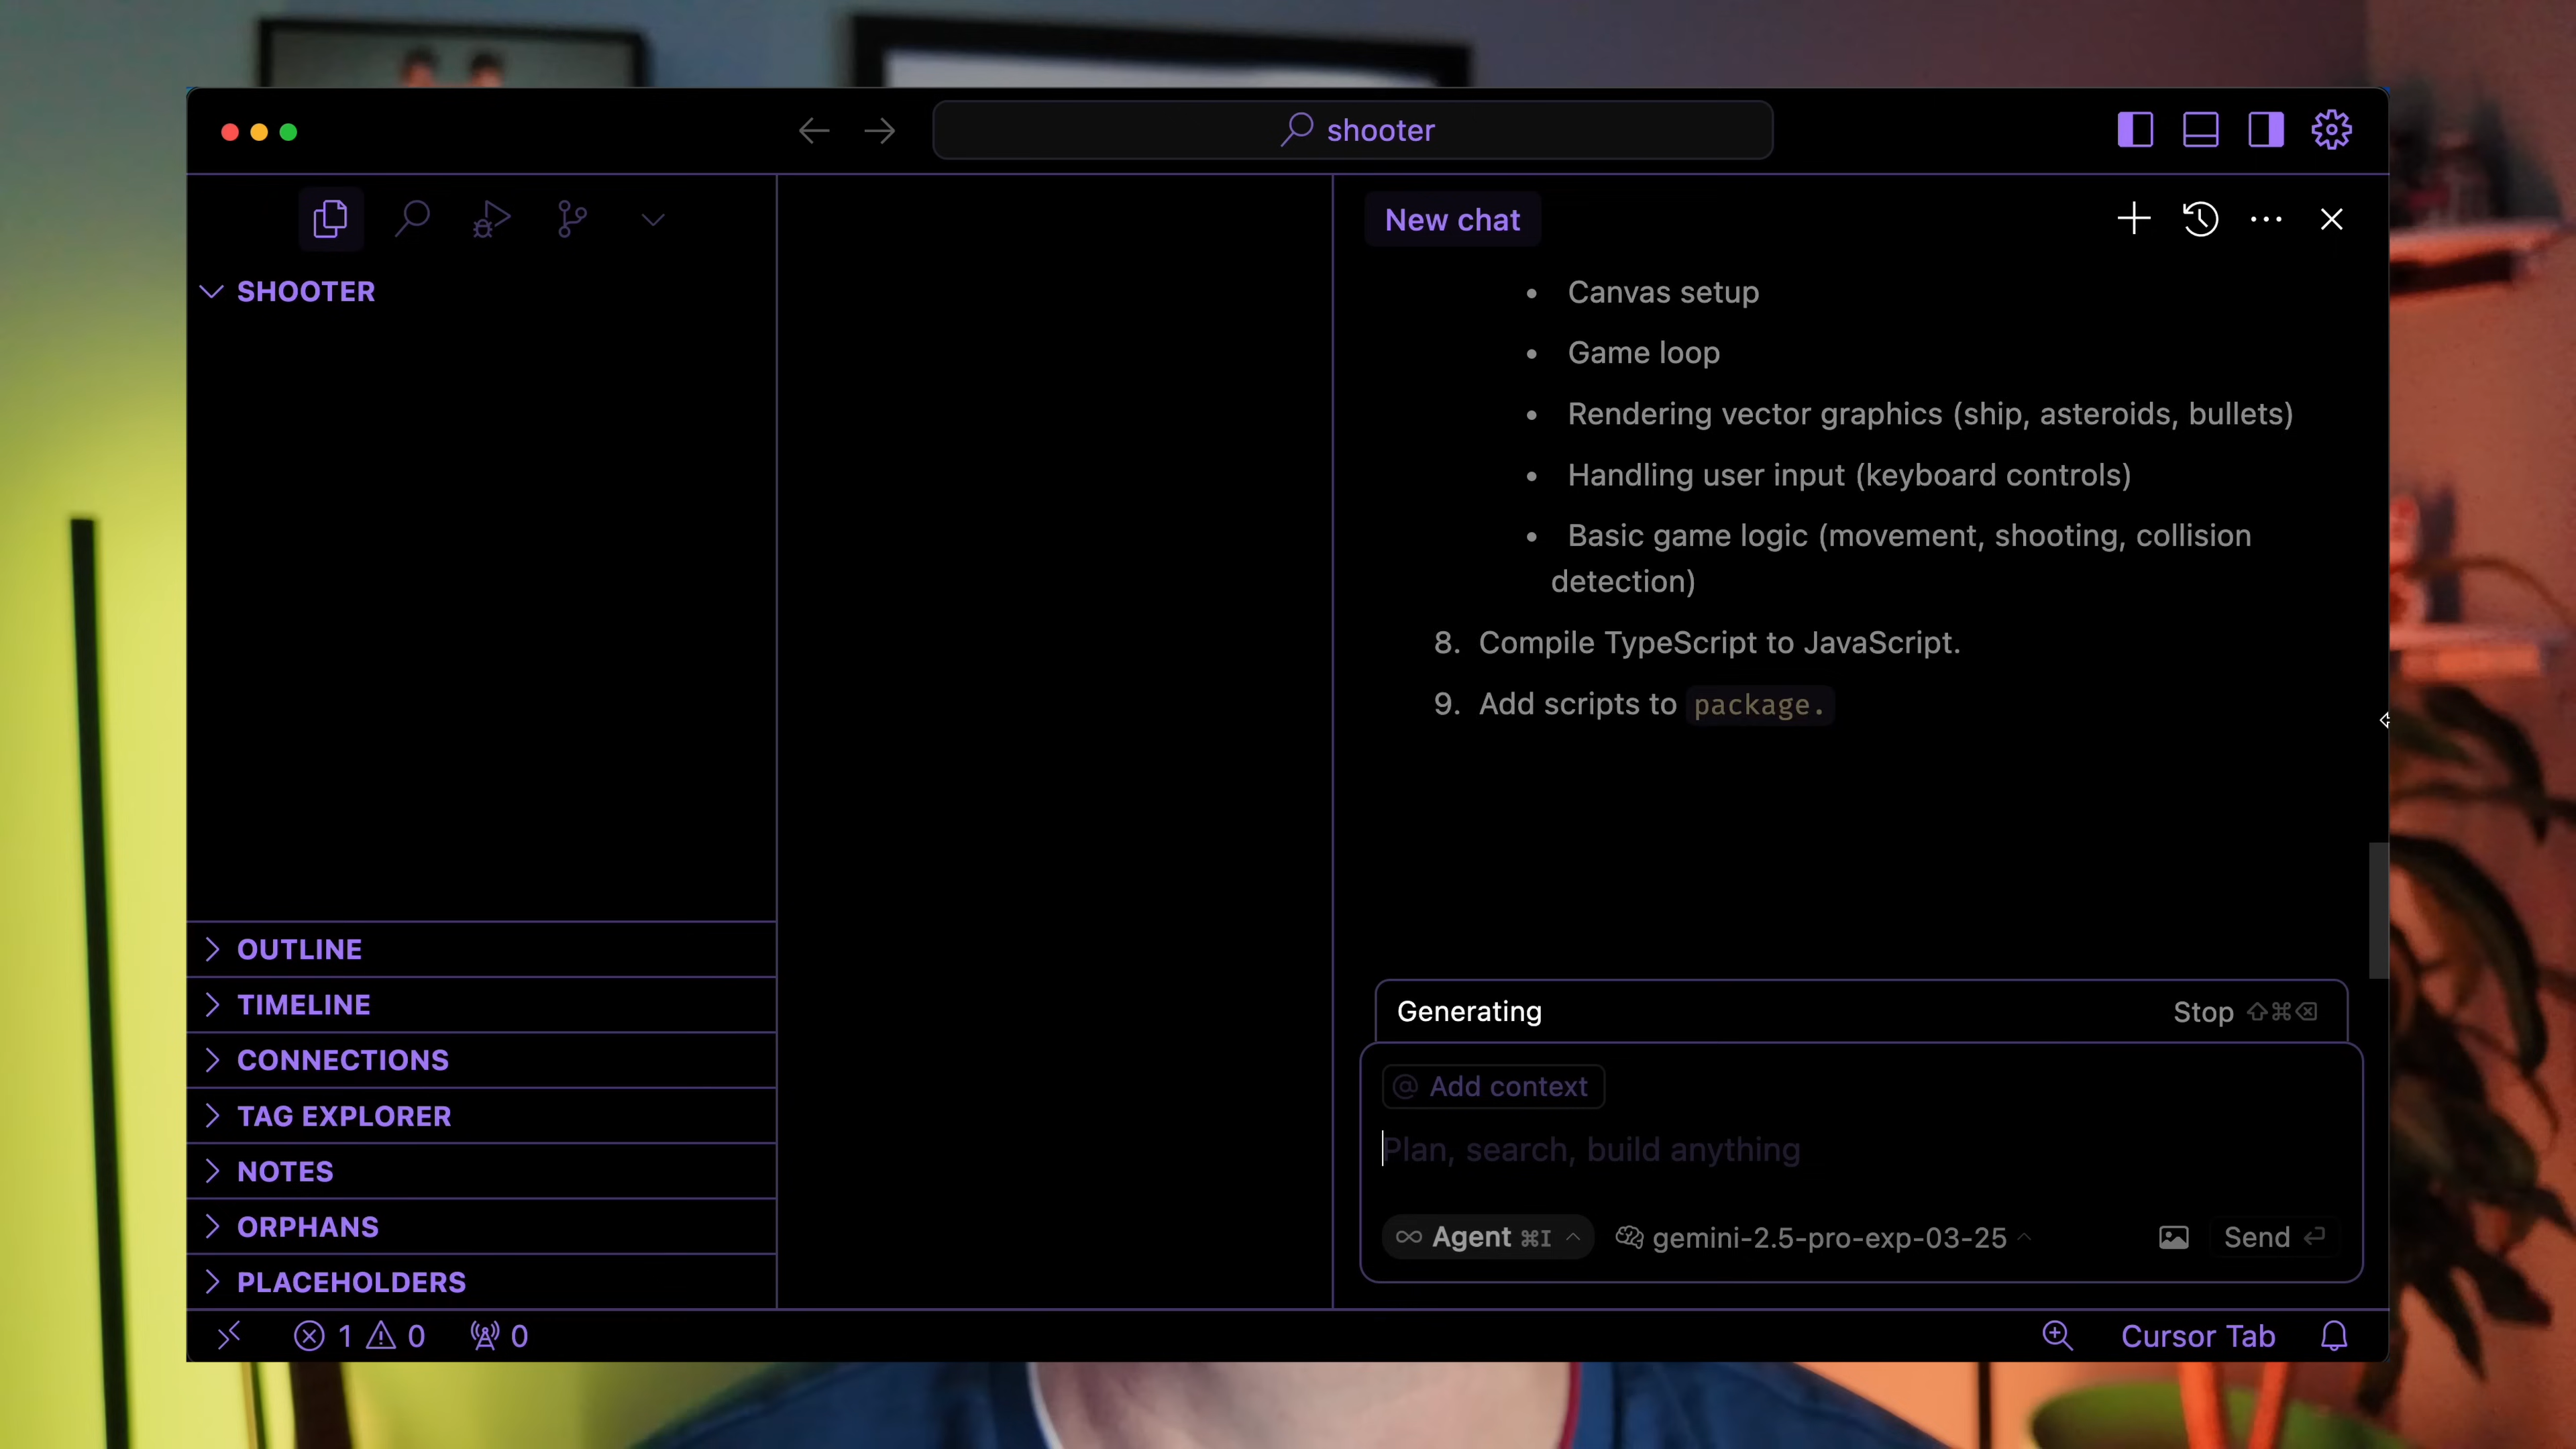 shooter
SHOOTER
OUTLINE
TIMELINE
CONNECTIONS
TAG EXPLORER
NOTES
ORPHANS
PLACEHOLDERS
New chat
• Canvas setup
• Game loop
• Rendering vector graphics (ship, asteroids, bullets)
• Handling user input (keyboard controls)
• Basic game logic (movement, shooting, collision
detection)
8. Compile TypeScript to JavaScript.
9. Add scripts to package.
Generating
Stop ⇧⌘⌫
@ Add context
Plan, search, build anything
∞ Agent ⌘I
gemini-2.5-pro-exp-03-25
Send
1 0 0
Cursor Tab